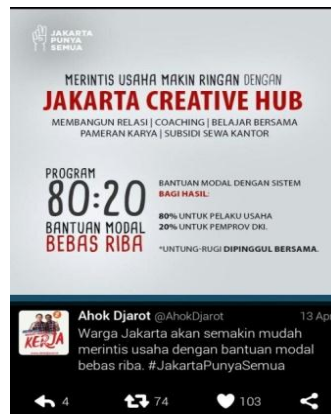 JAKARTA
PUNYA
SEMUA
MERINTIS USAHA MAKIN RINGAN DENGAN
JAKARTA CREATIVE HUB
MEMBANGUN RELASI | COACHING | BELAJAR BERSAMA
PAMERAN KARYA | SUBSIDI SEWA KANTOR
PROGRAM
80:20
BANTUAN MODAL
BEBAS RIBA
BANTUAN MODAL DENGAN SISTEM
BAGI HASIL:
80% UNTUK PELAKU USAHA
20% UNTUK PEMPROV DKI.
*UNTUNG-RUGI DIPINGGUL BERSAMA.
KERJA
Ahok Djarot @AhokDjarot 13 Apr
Warga Jakarta akan semakin mudah
merintis usaha dengan bantuan modal
bebas riba. #JakartaPunyaSemua
4 74 103